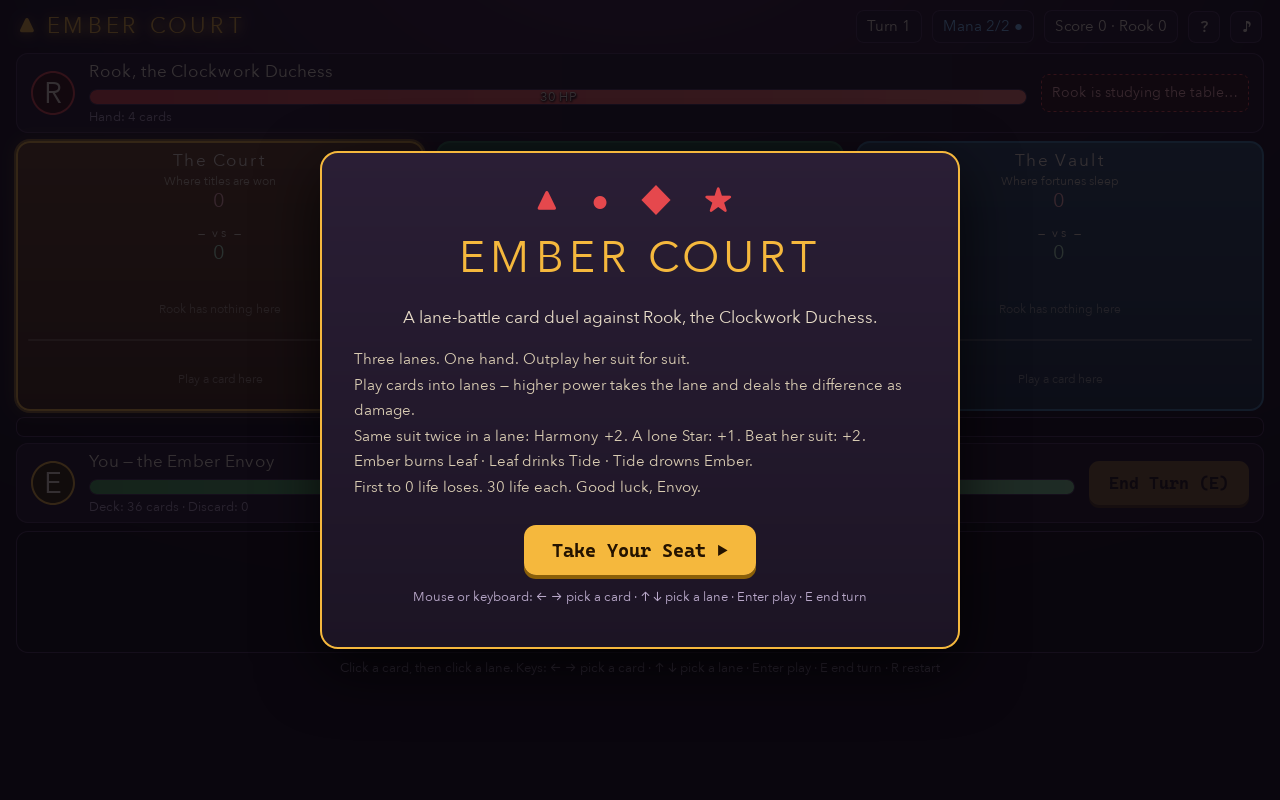 EMBER COURT
Turn 1
Mana 2/2 ●
Score 0 · Rook 0
?
♪
R
Rook, the Clockwork Duchess
30 HP
Hand: 4 cards
Rook is studying the table…
The Court
Where titles are won
0
— vs —
0
Rook has nothing here
Play a card here
The Vault
Where fortunes sleep
0
— vs —
0
Rook has nothing here
Play a card here
EMBER COURT
A lane-battle card duel against Rook, the Clockwork Duchess.
Three lanes. One hand. Outplay her suit for suit.
Play cards into lanes — higher power takes the lane and deals the difference as
damage.
Same suit twice in a lane: Harmony +2. A lone Star: +1. Beat her suit: +2.
Ember burns Leaf · Leaf drinks Tide · Tide drowns Ember.
First to 0 life loses. 30 life each. Good luck, Envoy.
Take Your Seat ▶
Mouse or keyboard: ← → pick a card · ↑ ↓ pick a lane · Enter play · E end turn
E
You — the Ember Envoy
Deck: 36 cards · Discard: 0
End Turn (E)
Click a card, then click a lane. Keys: ← → pick a card · ↑ ↓ pick a lane · Enter play · E end turn · R restart